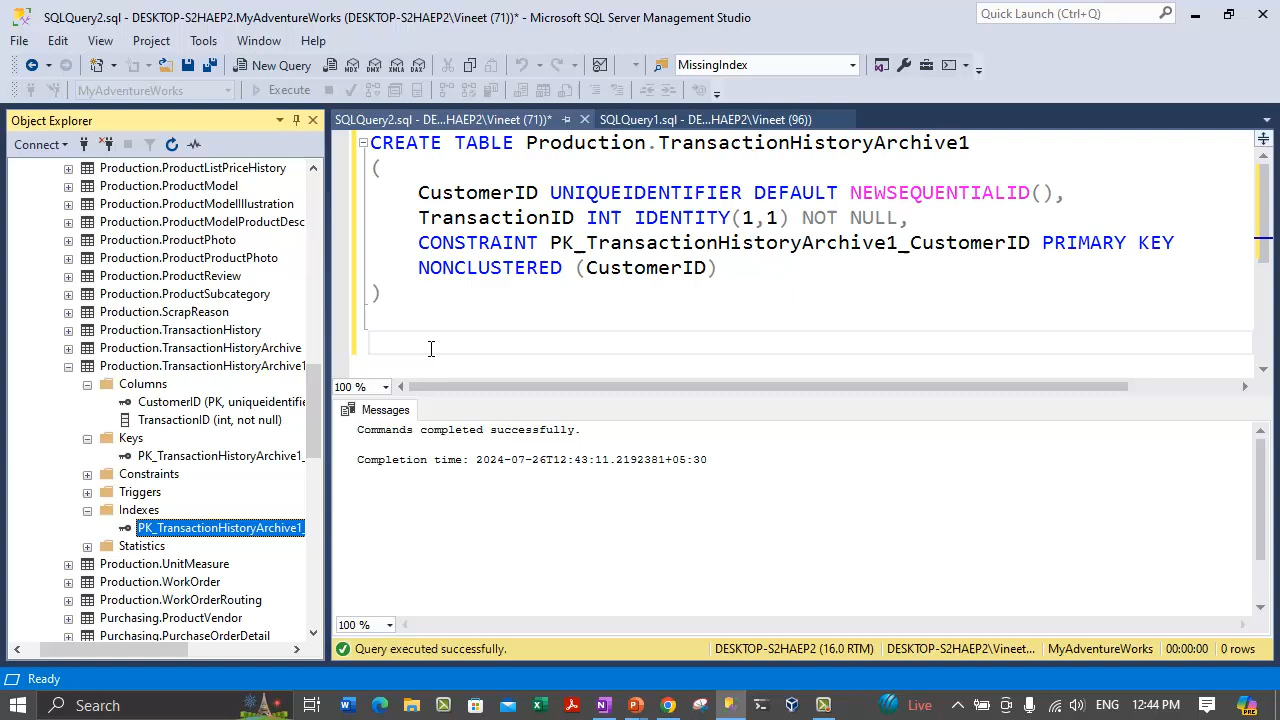 SQLQuery2.sql - DESKTOP-S2HAEP2.MyAdventureWorks (DESKTOP-S2HAEP2\Vineet (71))* - Microsoft SQL Server Management Studio
Quick Launch (Ctrl+Q)
File Edit View Project Tools Window Help
New Query
MDX DMX XMLA DAX
MissingIndex
MyAdventureWorks
Execute
Object Explorer
Connect
Production.ProductListPriceHistory
Production.ProductModel
Production.ProductModelIllustration
Production.ProductModelProductDesc
Production.ProductPhoto
Production.ProductProductPhoto
Production.ProductReview
Production.ProductSubcategory
Production.ScrapReason
Production.TransactionHistory
Production.TransactionHistoryArchive
Production.TransactionHistoryArchive1
Columns
CustomerID (PK, uniqueidentifie
TransactionID (int, not null)
Keys
PK_TransactionHistoryArchive1_
Constraints
Triggers
Indexes
PK_TransactionHistoryArchive1_
Statistics
Production.UnitMeasure
Production.WorkOrder
Production.WorkOrderRouting
Purchasing.ProductVendor
Purchasing.PurchaseOrderDetail
SQLQuery2.sql - DE...HAEP2\Vineet (71))* SQLQuery1.sql - DE...HAEP2\Vineet (96))
CREATE TABLE Production.TransactionHistoryArchive1
(
CustomerID UNIQUEIDENTIFIER DEFAULT NEWSEQUENTIALID(),
TransactionID INT IDENTITY(1,1) NOT NULL,
CONSTRAINT PK_TransactionHistoryArchive1_CustomerID PRIMARY KEY
NONCLUSTERED (CustomerID)
)
100 %
Messages
Commands completed successfully.
Completion time: 2024-07-26T12:43:11.2192381+05:30
100 %
Query executed successfully. DESKTOP-S2HAEP2 (16.0 RTM) DESKTOP-S2HAEP2\Vineet... MyAdventureWorks 00:00:00 0 rows
Ready
Search
Live
ENG 12:44 PM